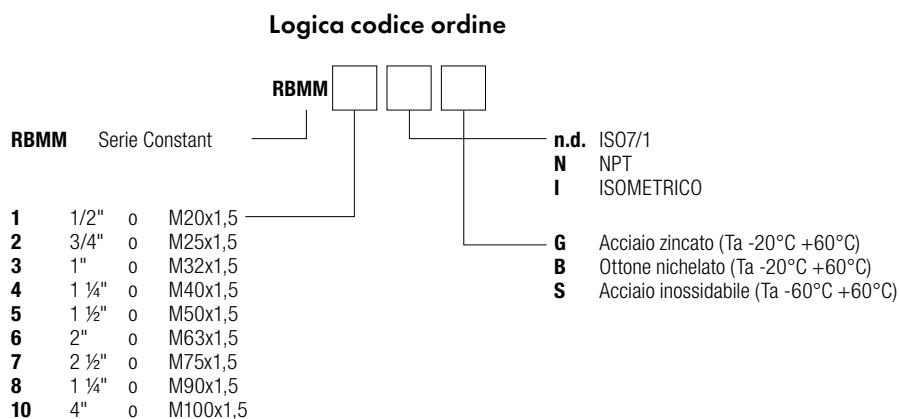 Logica codice ordine
RBMM
RBMM Serie Constant
n.d. ISO7/1
N NPT
I ISOMETRICO
1 1/2" o M20x1,5
2 3/4" o M25x1,5
3 1" o M32x1,5
4 1 ¼" o M40x1,5
5 1 ½" o M50x1,5
6 2" o M63x1,5
7 2 ½" o M75x1,5
8 1 ¼" o M90x1,5
10 4" o M100x1,5
G Acciaio zincato (Ta -20°C +60°C)
B Ottone nichelato (Ta -20°C +60°C)
S Acciaio inossidabile (Ta -60°C +60°C)